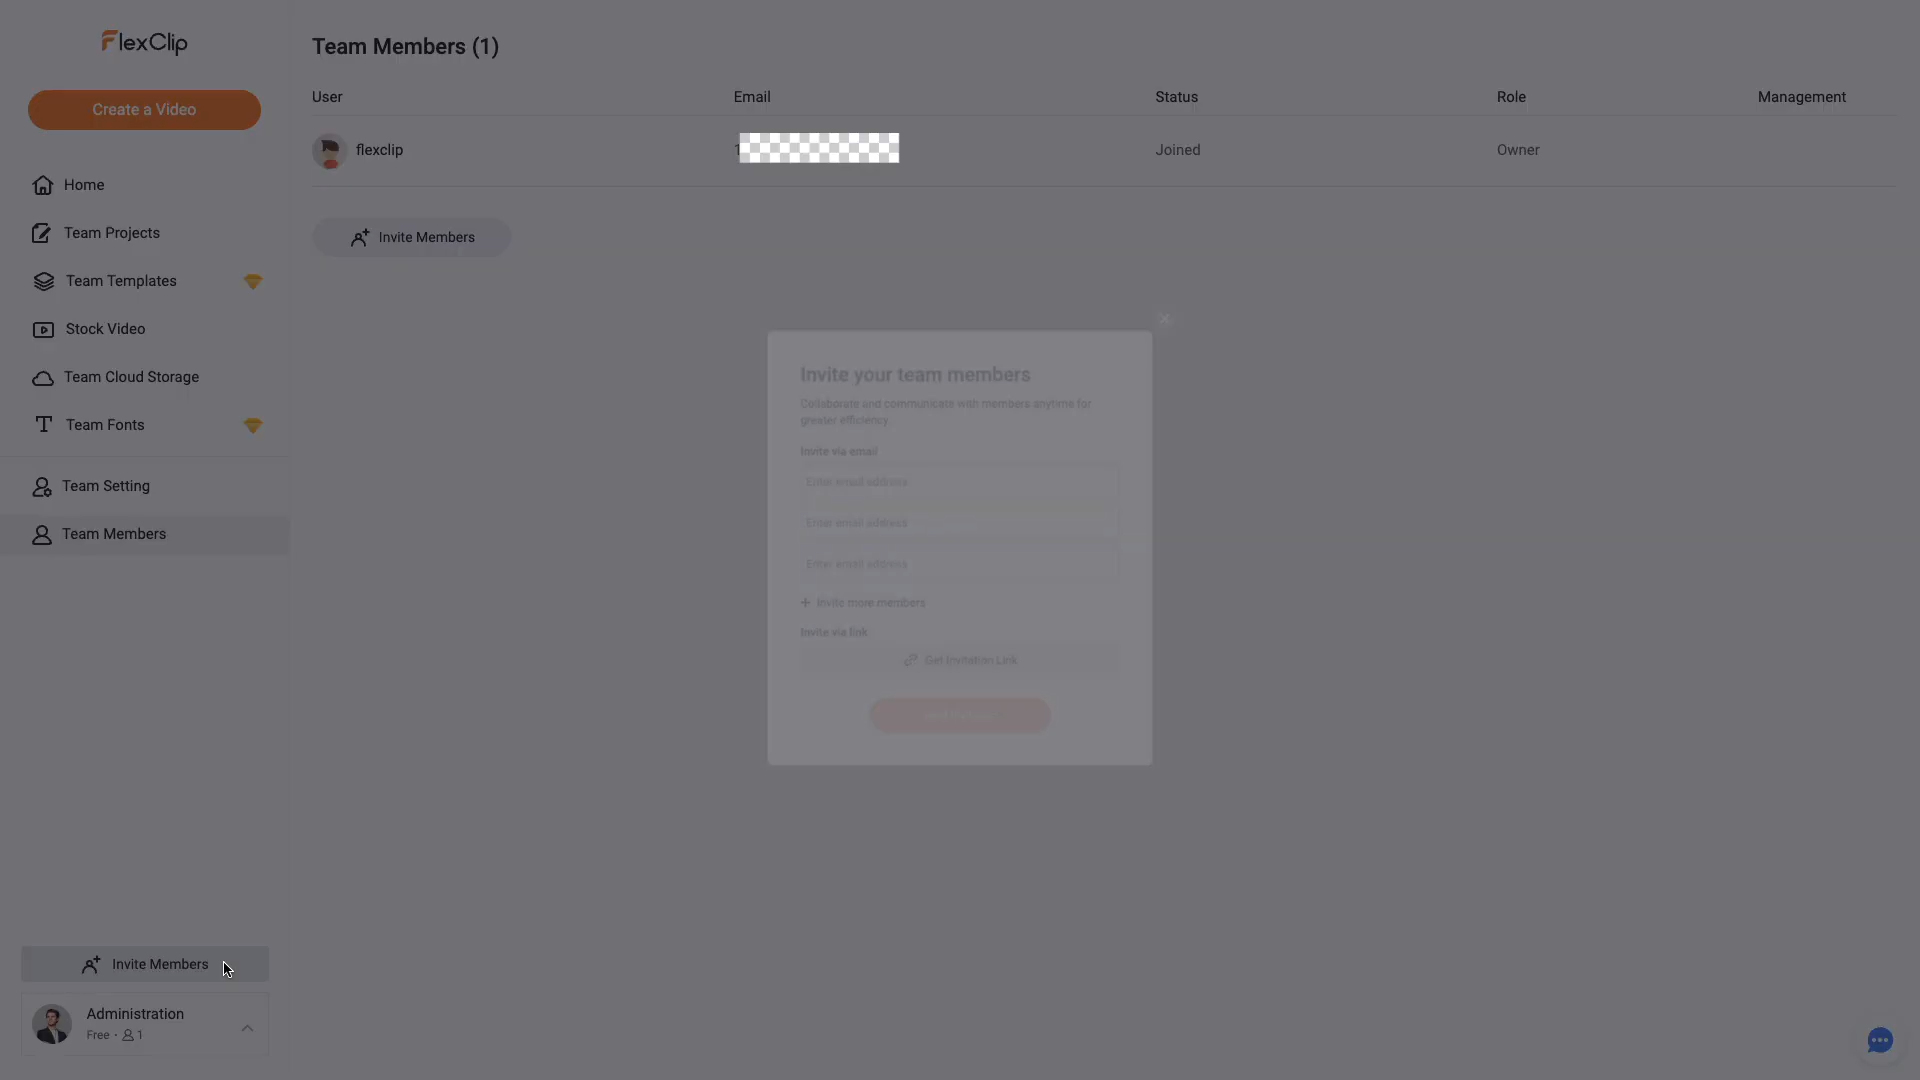 FlexClip
Create a Video
Home
Team Projects
Team Templates
Stock Video
Team Cloud Storage
Team Fonts
Team Setting
Team Members
Invite Members
Administration
Free · 1
Team Members (1)
User Email Status Role Management
flexclip 1 Joined Owner
Invite Members
Invite your team members
Collaborate and communicate with members anytime for
greater efficiency.
Invite via email
Enter email address
Enter email address
Enter email address
+ Invite more members
Invite via link
Get Invitation Link